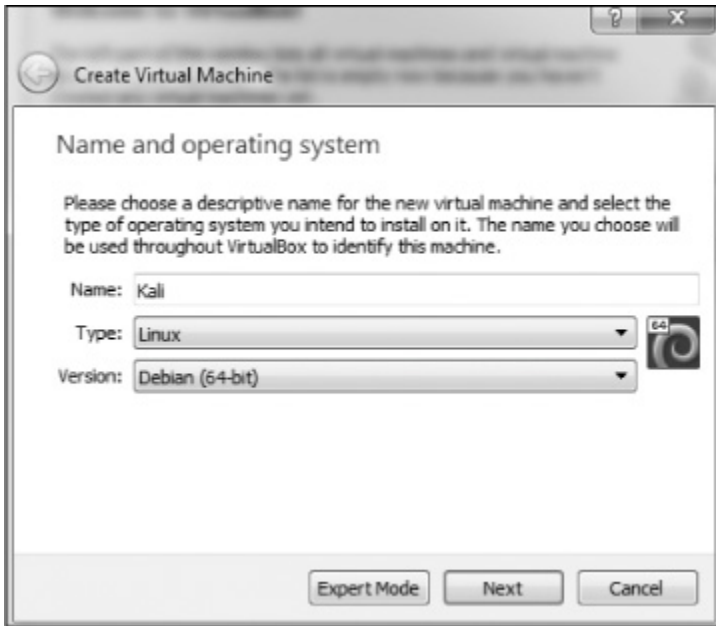 Create Virtual Machine
Name and operating system
Please choose a descriptive name for the new virtual machine and select the
type of operating system you intend to install on it. The name you choose will
be used throughout VirtualBox to identify this machine.
Name: Kali
Type: Linux
64
Version: Debian (64-bit)
Expert Mode Next Cancel